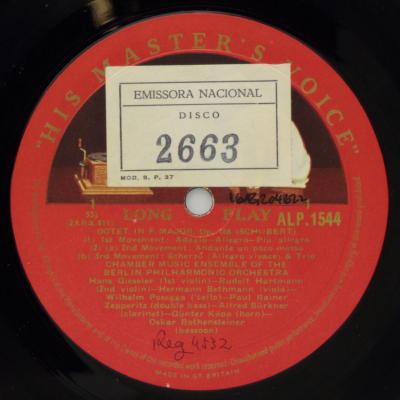 "HIS MASTER'S VOICE"
EMISSORA NACIONAL
DISCO
2663
MOD. S. P. 37
1
1
LONG PLAY
ALP.1544
OCTET IN F MAJOR, Op. (SCHUBERT)
(1) 1st Movement: Adagio—Allegro—Più allegro
(2) (a) 2nd Movement: Andante un poco mosso
(b) 3rd Movement: Scherzo (Allegro vivace) & Trio
CHAMBER MUSIC ENSEMBLE OF THE
BERLIN PHILHARMONIC ORCHESTRA
Hans Gieseler (1st violin)—Rudolf Hartmann
(2nd violin)—Hermann Bethmann (viola)—
Wilhelm Posegga ('cello)—Paul Rainer
Zepperitz (double bass)—Alfred Bürkner
(clarinet)—Günter Köpp (horn)—
Oskar Rothensteiner
(bassoon)
Reg 4532
MADE IN GT. BRITAIN